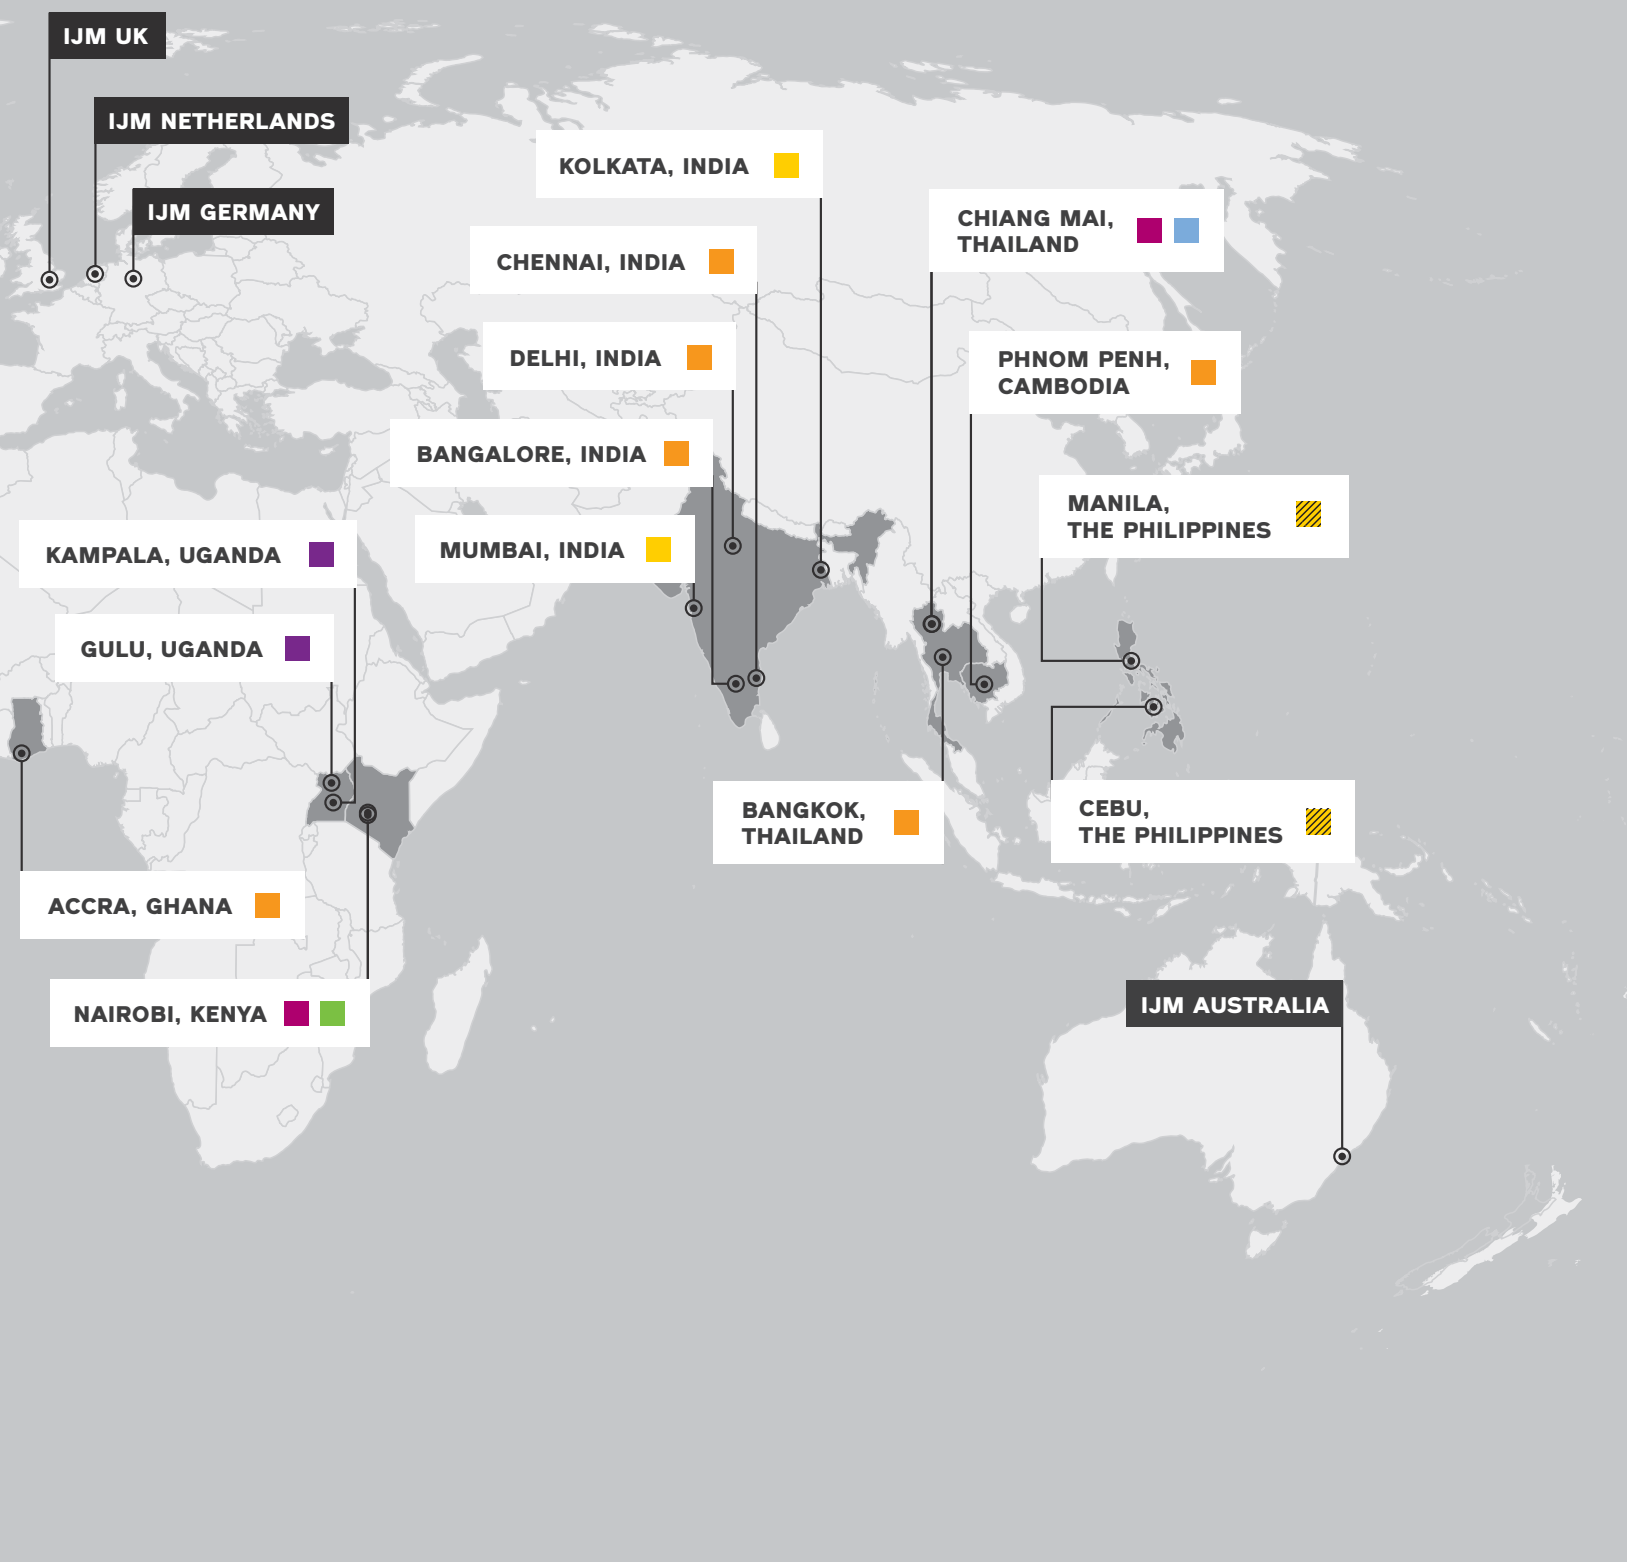 IJM UK
IJM NETHERLANDS
IJM GERMANY
KOLKATA, INDIA
CHENNAI, INDIA
DELHI, INDIA
BANGALORE, INDIA
MUMBAI, INDIA
CHIANG MAI,
THAILAND
PHNOM PENH,
CAMBODIA
MANILA,
THE PHILIPPINES
KAMPALA, UGANDA
GULU, UGANDA
BANGKOK,
THAILAND
CEBU,
THE PHILIPPINES
ACCRA, GHANA
NAIROBI, KENYA
IJM AUSTRALIA